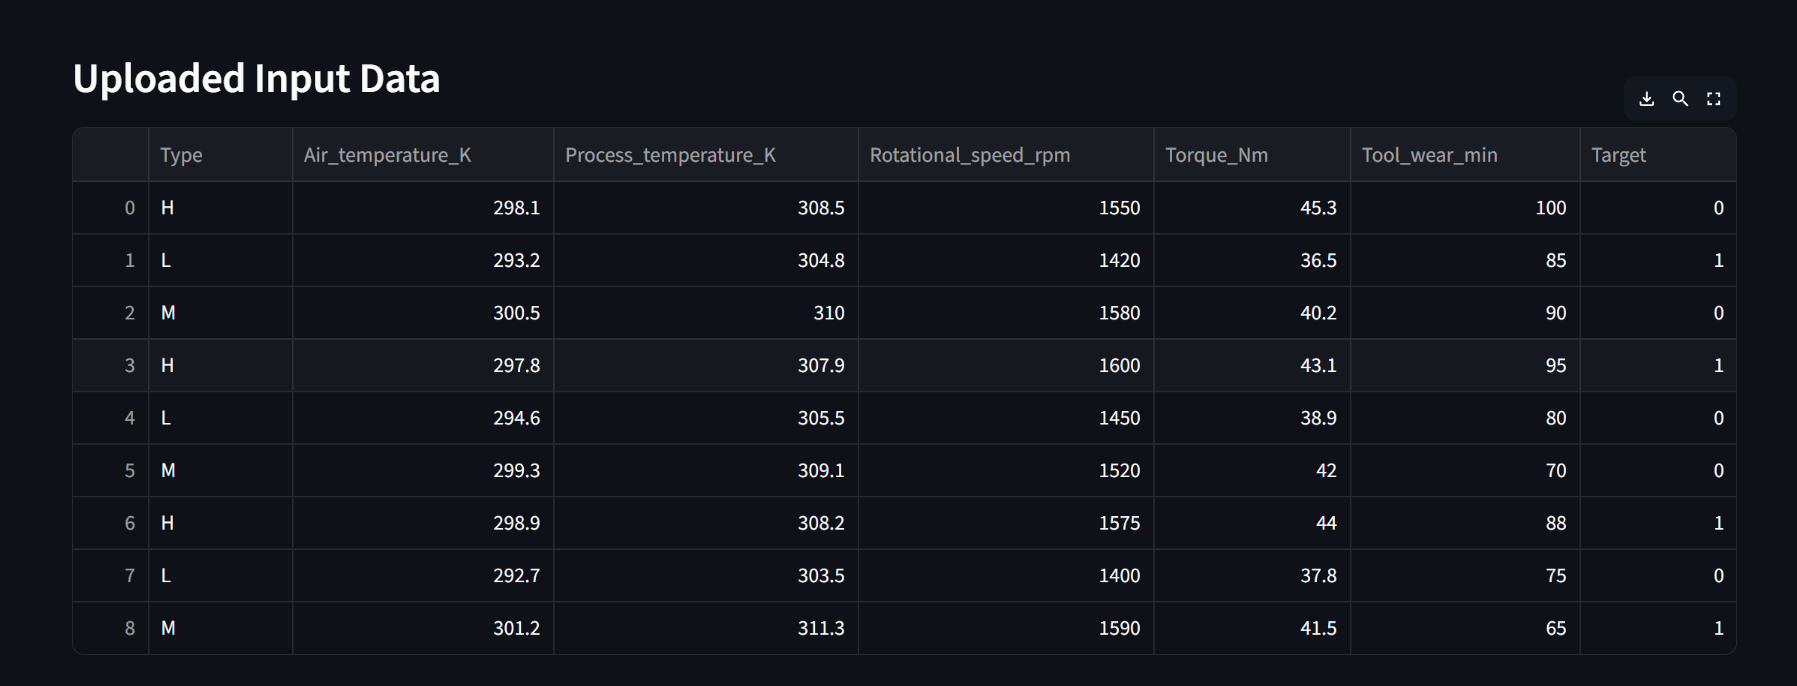 Uploaded Input Data
Type Air_temperature_K Process_temperature_K Rotational_speed_rpm Torque_Nm Tool_wear_min Target
0 H 298.1 308.5 1550 45.3 100 0
1 L 293.2 304.8 1420 36.5 85 1
2 M 300.5 310 1580 40.2 90 0
3 H 297.8 307.9 1600 43.1 95 1
4 L 294.6 305.5 1450 38.9 80 0
5 M 299.3 309.1 1520 42 70 0
6 H 298.9 308.2 1575 44 88 1
7 L 292.7 303.5 1400 37.8 75 0
8 M 301.2 311.3 1590 41.5 65 1